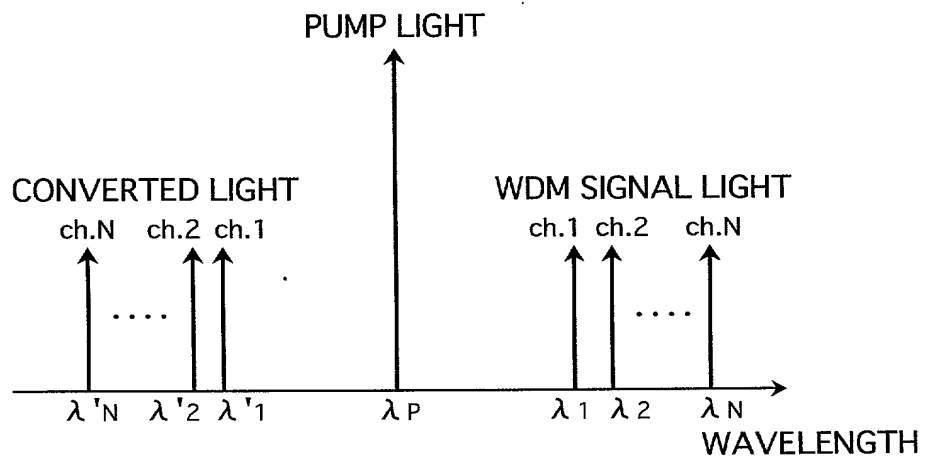 PUMP LIGHT
CONVERTED LIGHT
WDM SIGNAL LIGHT
ch.N ch.2 ch.1
ch.1 ch.2 ch.N
....
....
λ'N λ'2 λ'1 λP λ1 λ2 λN
WAVELENGTH